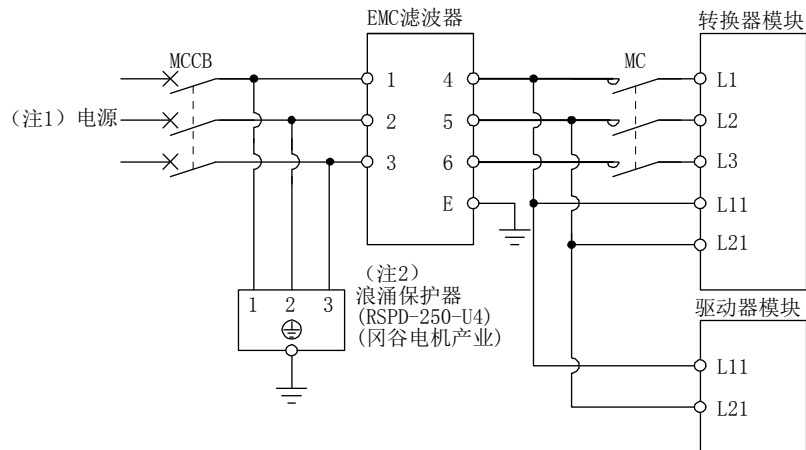 EMC滤波器
转换器模块
MCCB
MC
1
4
L1
(注1) 电源
2
5
L2
3
6
L3
E
L11
L21
(注2)
浪涌保护器
(RSPD-250-U4)
(冈谷电机产业)
1 2 3
驱动器模块
L11
L21